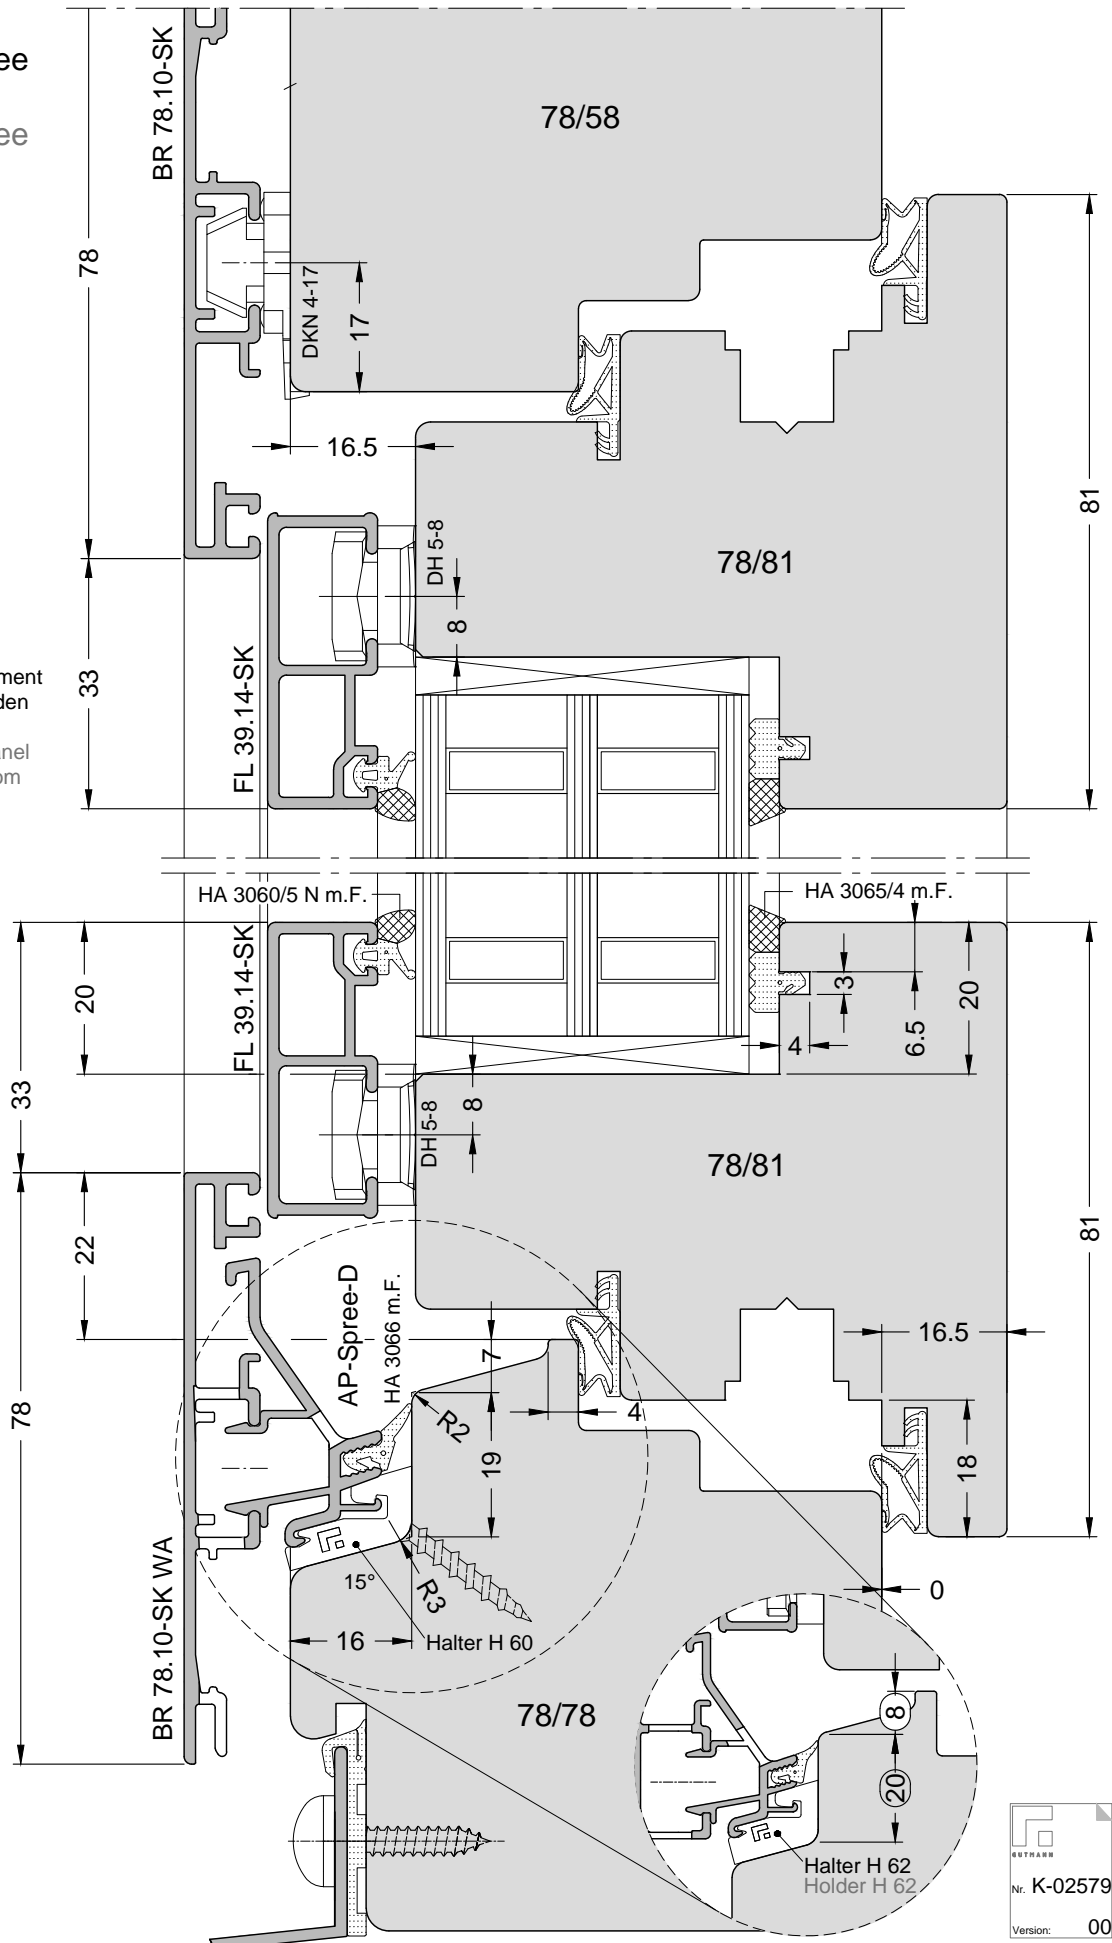 ee
ee
BR 78.10-SK
78/58
78
DKN 4-17
17
16.5
81
DH 5-8
8
78/81
33
FL 39.14-SK
ment
den
anel
om
HA 3060/5 N m.F.
HA 3065/4 m.F.
FL 39.14-SK
20
3
4
6.5
20
33
8
DH 5-8
78/81
22
81
AP-Spree-D
HA 3066 m.F.
7
16.5
R2
4
78
19
18
15°
R3
0
16
Halter H 60
BR 78.10-SK WA
78/78
8
20
Halter H 62
Holder H 62
GUTMANN
Nr. K-02579
Version: 00